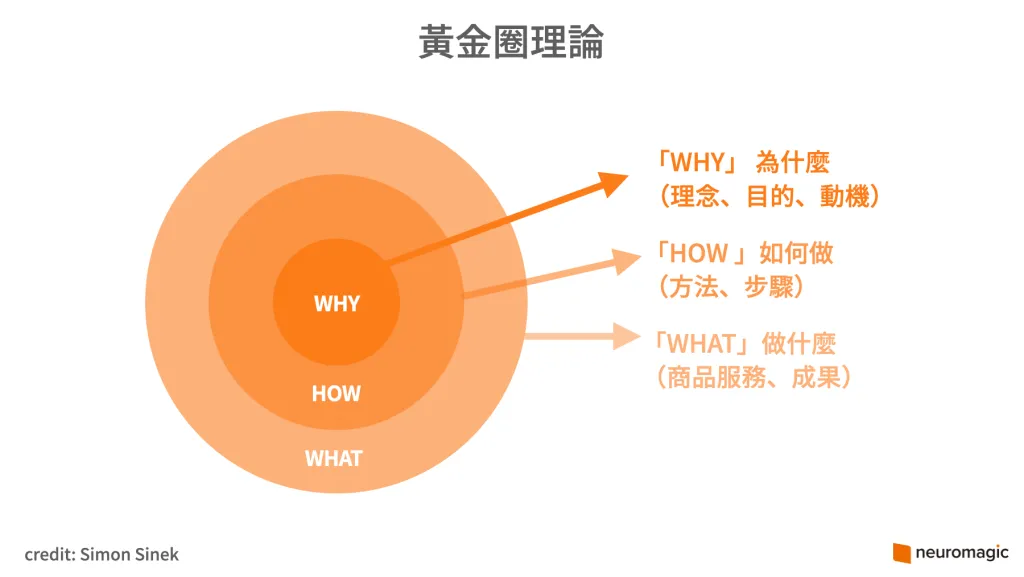 黃金圈理論
「WHY」 為什麼
（理念、目的、動機）
「HOW 」如何做
（方法、步驟）
「WHAT」做什麼
（商品服務、成果）
WHY
HOW
WHAT
credit: Simon Sinek
neuromagic